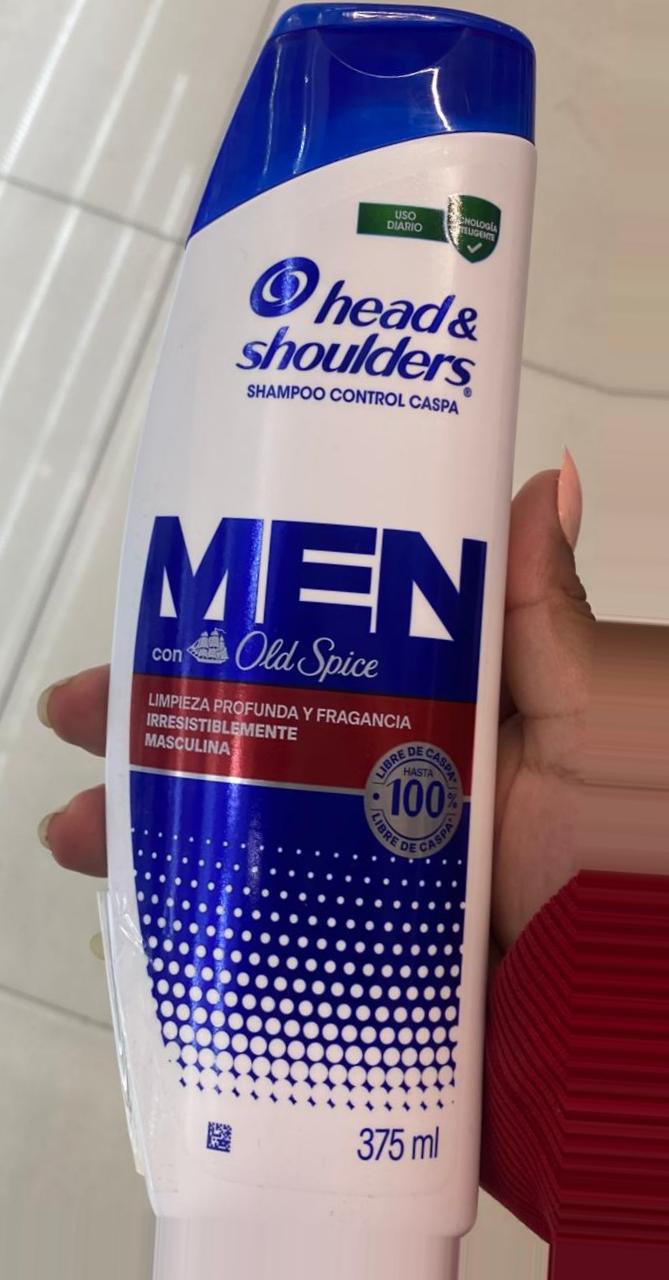 USO
DIARIO
head &
shoulders®
SHAMPOO CONTROL CASPA
MEN
con Old Spice
LIMPIEZA PROFUNDA Y FRAGANCIA
IRRESISTIBLEMENTE
MASCULINA
LIBRE DE CASPA*
HASTA
100%
LIBRE DE CASPA*
375 ml